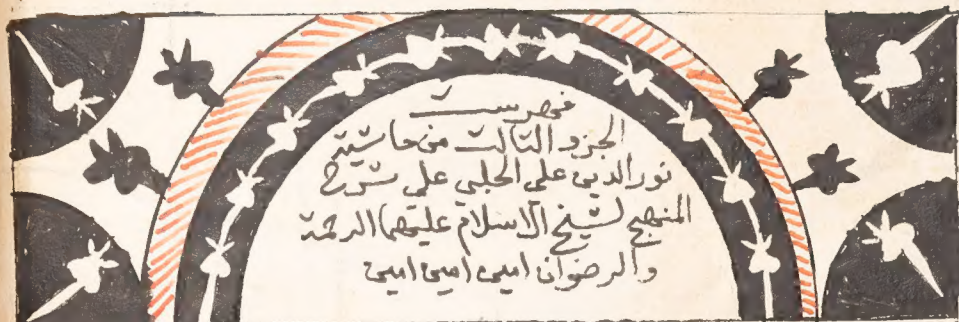 فهرست
الجزء الثالث من حاشية
نور الدين علي الحلبي علي شرح
المنهج لشيخ الاسلام عليهما الرحمة
والرضوان امين امين امين